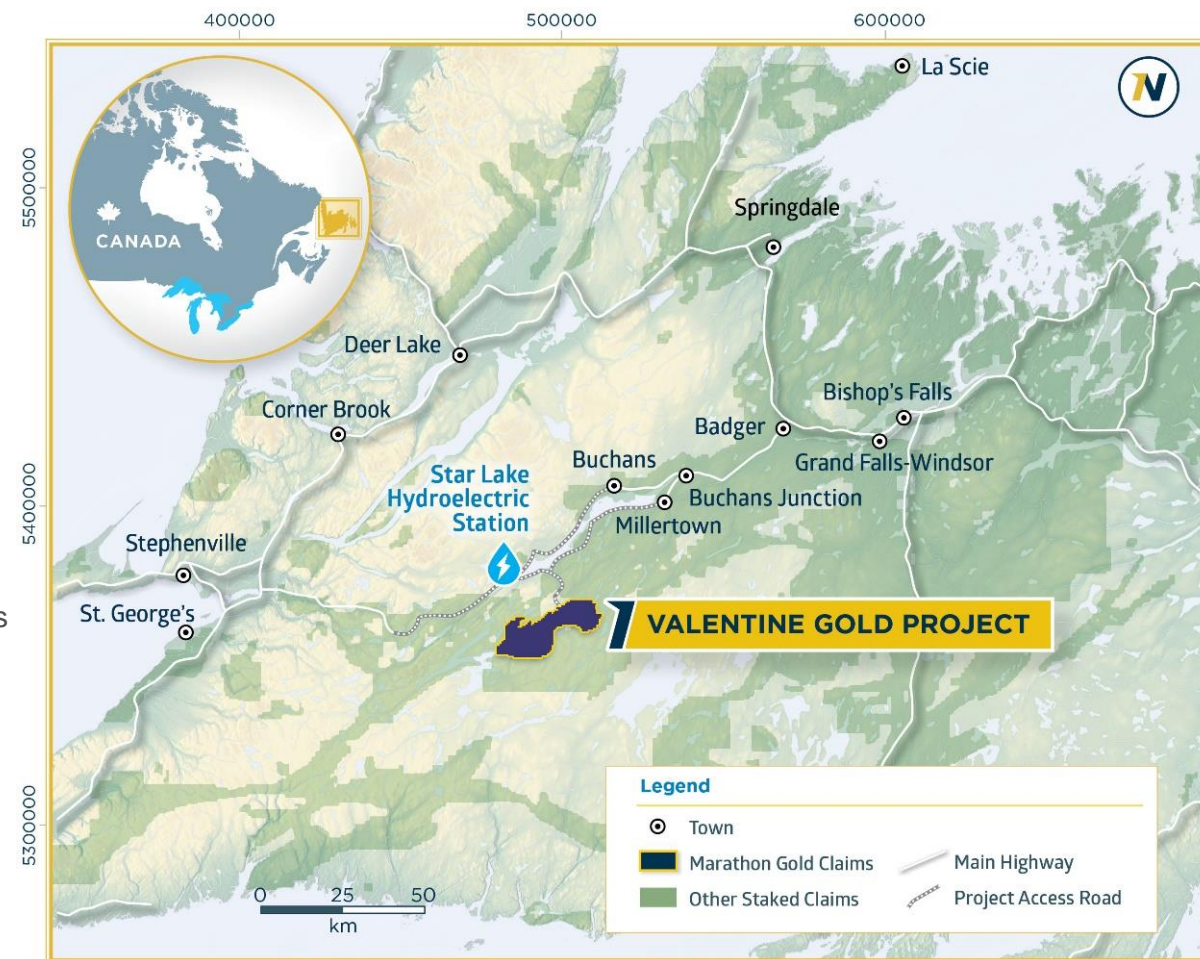 400000
500000
600000
5500000
5400000
5300000
CANADA
N
La Scie
Springdale
Deer Lake
Corner Brook
Bishop's Falls
Badger
Grand Falls-Windsor
Buchans
Buchans Junction
Millertown
Star Lake
Hydroelectric
Station
Stephenville
St. George's
s
VALENTINE GOLD PROJECT
0 25 50
km
Legend
Town
Marathon Gold Claims
Other Staked Claims
Main Highway
Project Access Road